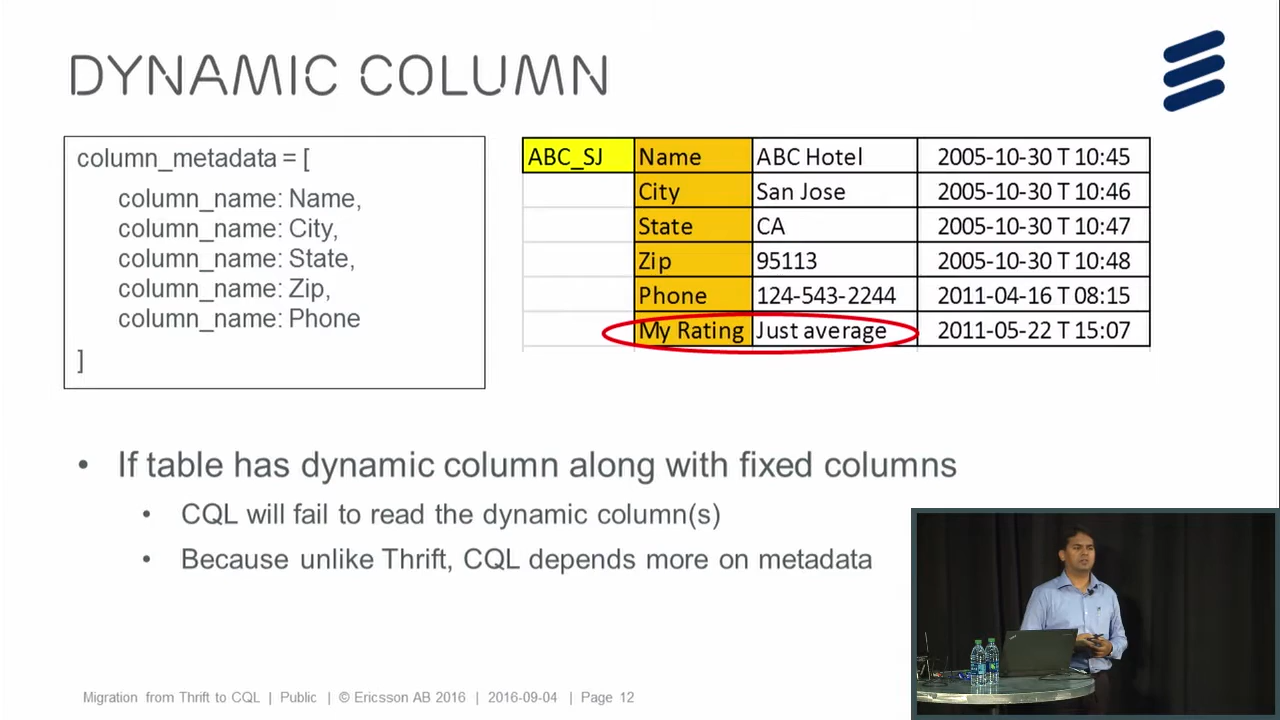 DYNAMIC COLUMN
column_metadata = [
column_name: Name,
column_name: City,
column_name: State,
column_name: Zip,
column_name: Phone
]
ABC_SJ Name ABC Hotel 2005-10-30 T 10:45
City San Jose 2005-10-30 T 10:46
State CA 2005-10-30 T 10:47
Zip 95113 2005-10-30 T 10:48
Phone 124-543-2244 2011-04-16 T 08:15
My Rating Just average 2011-05-22 T 15:07
• If table has dynamic column along with fixed columns
• CQL will fail to read the dynamic column(s)
• Because unlike Thrift, CQL depends more on metadata
Migration from Thrift to CQL | Public | © Ericsson AB 2016 | 2016-09-04 | Page 12